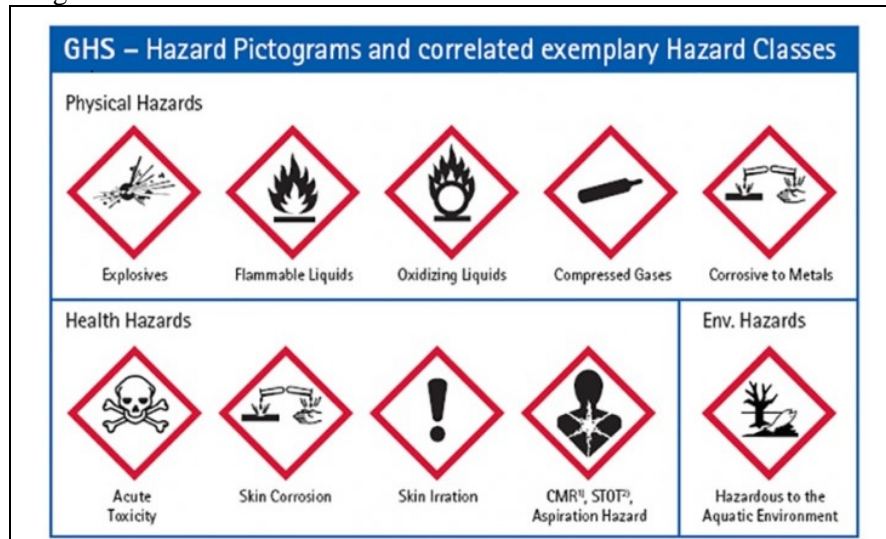 GHS – Hazard Pictograms and correlated exemplary Hazard Classes
Physical Hazards
Explosives
Flammable Liquids
Oxidizing Liquids
Compressed Gases
Corrosive to Metals
Health Hazards
Acute
Toxicity
Skin Corrosion
Skin Irration
CMR¹⁾, STOT²⁾,
Aspiration Hazard
Env. Hazards
Hazardous to the
Aquatic Environment